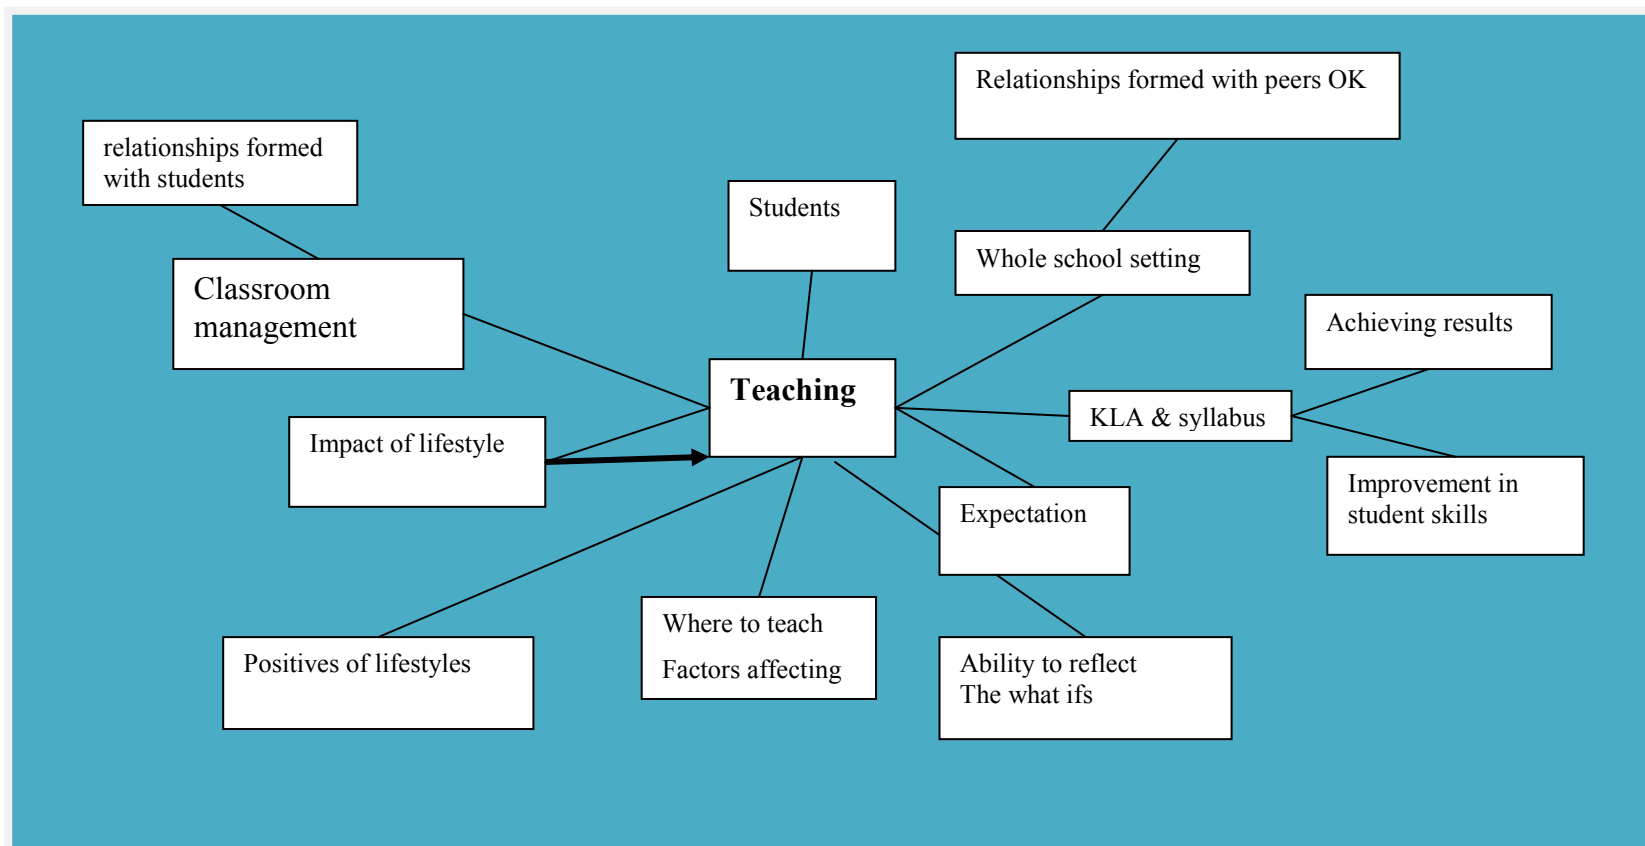 Relationships formed with peers OK
relationships formed
with students
Students
Whole school setting
Classroom
management
Achieving results
Teaching
KLA & syllabus
Impact of lifestyle
Improvement in
student skills
Expectation
Where to teach
Factors affecting
Positives of lifestyles
Ability to reflect
The what ifs